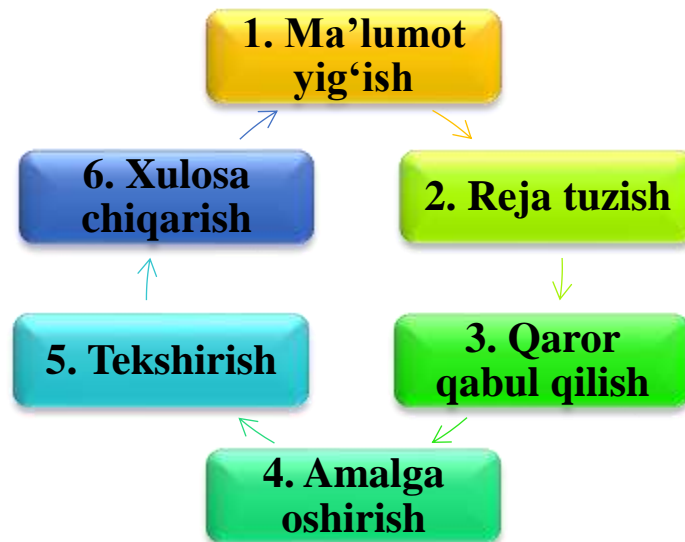 1. Ma’lumot
yig‘ish
2. Reja tuzish
3. Qaror
qabul qilish
4. Amalga
oshirish
5. Tekshirish
6. Xulosa
chiqarish